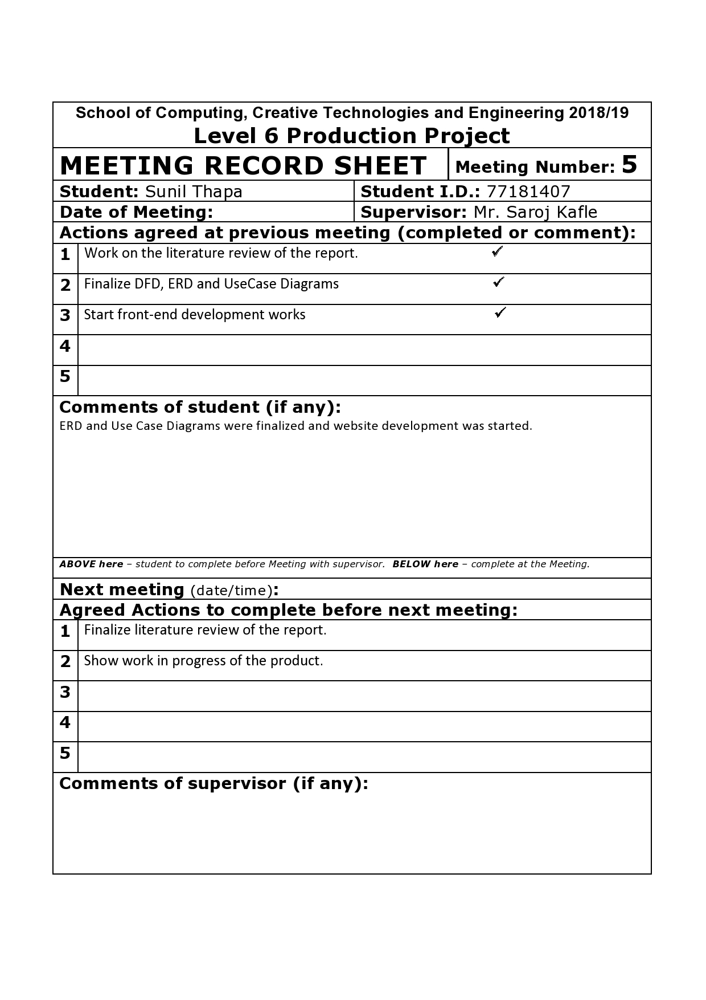 School of Computing, Creative Technologies and Engineering 2018/19
Level 6 Production Project
MEETING RECORD SHEET
Meeting Number: 5
Student: Sunil Thapa
Student I.D.: 77181407
Date of Meeting:
Supervisor: Mr. Saroj Kafle
Actions agreed at previous meeting (completed or comment):
1 Work on the literature review of the report. ✓
2 Finalize DFD, ERD and UseCase Diagrams ✓
3 Start front-end development works ✓
4
5
Comments of student (if any):
ERD and Use Case Diagrams were finalized and website development was started.
ABOVE here – student to complete before Meeting with supervisor. BELOW here – complete at the Meeting.
Next meeting (date/time):
Agreed Actions to complete before next meeting:
1 Finalize literature review of the report.
2 Show work in progress of the product.
3
4
5
Comments of supervisor (if any):